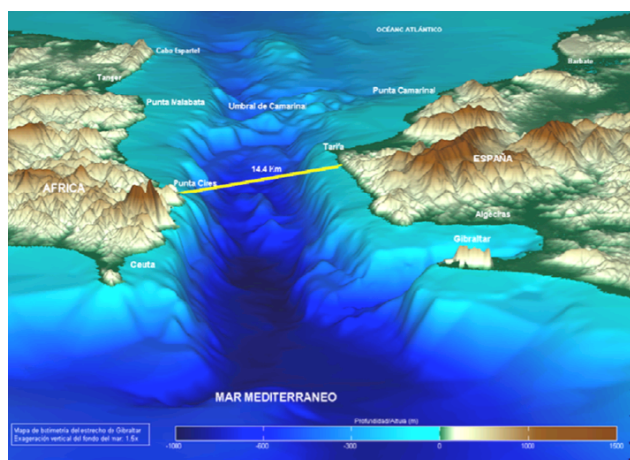 OCÉANO ATLÁNTICO
Cabo Espartel
Barbate
Tanger
Punta Malabata
Punta Camarinal
Umbral de Camarinal
Tarifa
ESPAÑA
14.4 Km
Punta Cires
AFRICA
Algeciras
Gibraltar
Ceuta
MAR MEDITERRANEO
Mapa de batimetría del estrecho de Gibraltar
Exageración vertical del fondo del mar: 1.5x
Profundidad/Altura (m)
-600 -300 0 1000 1500